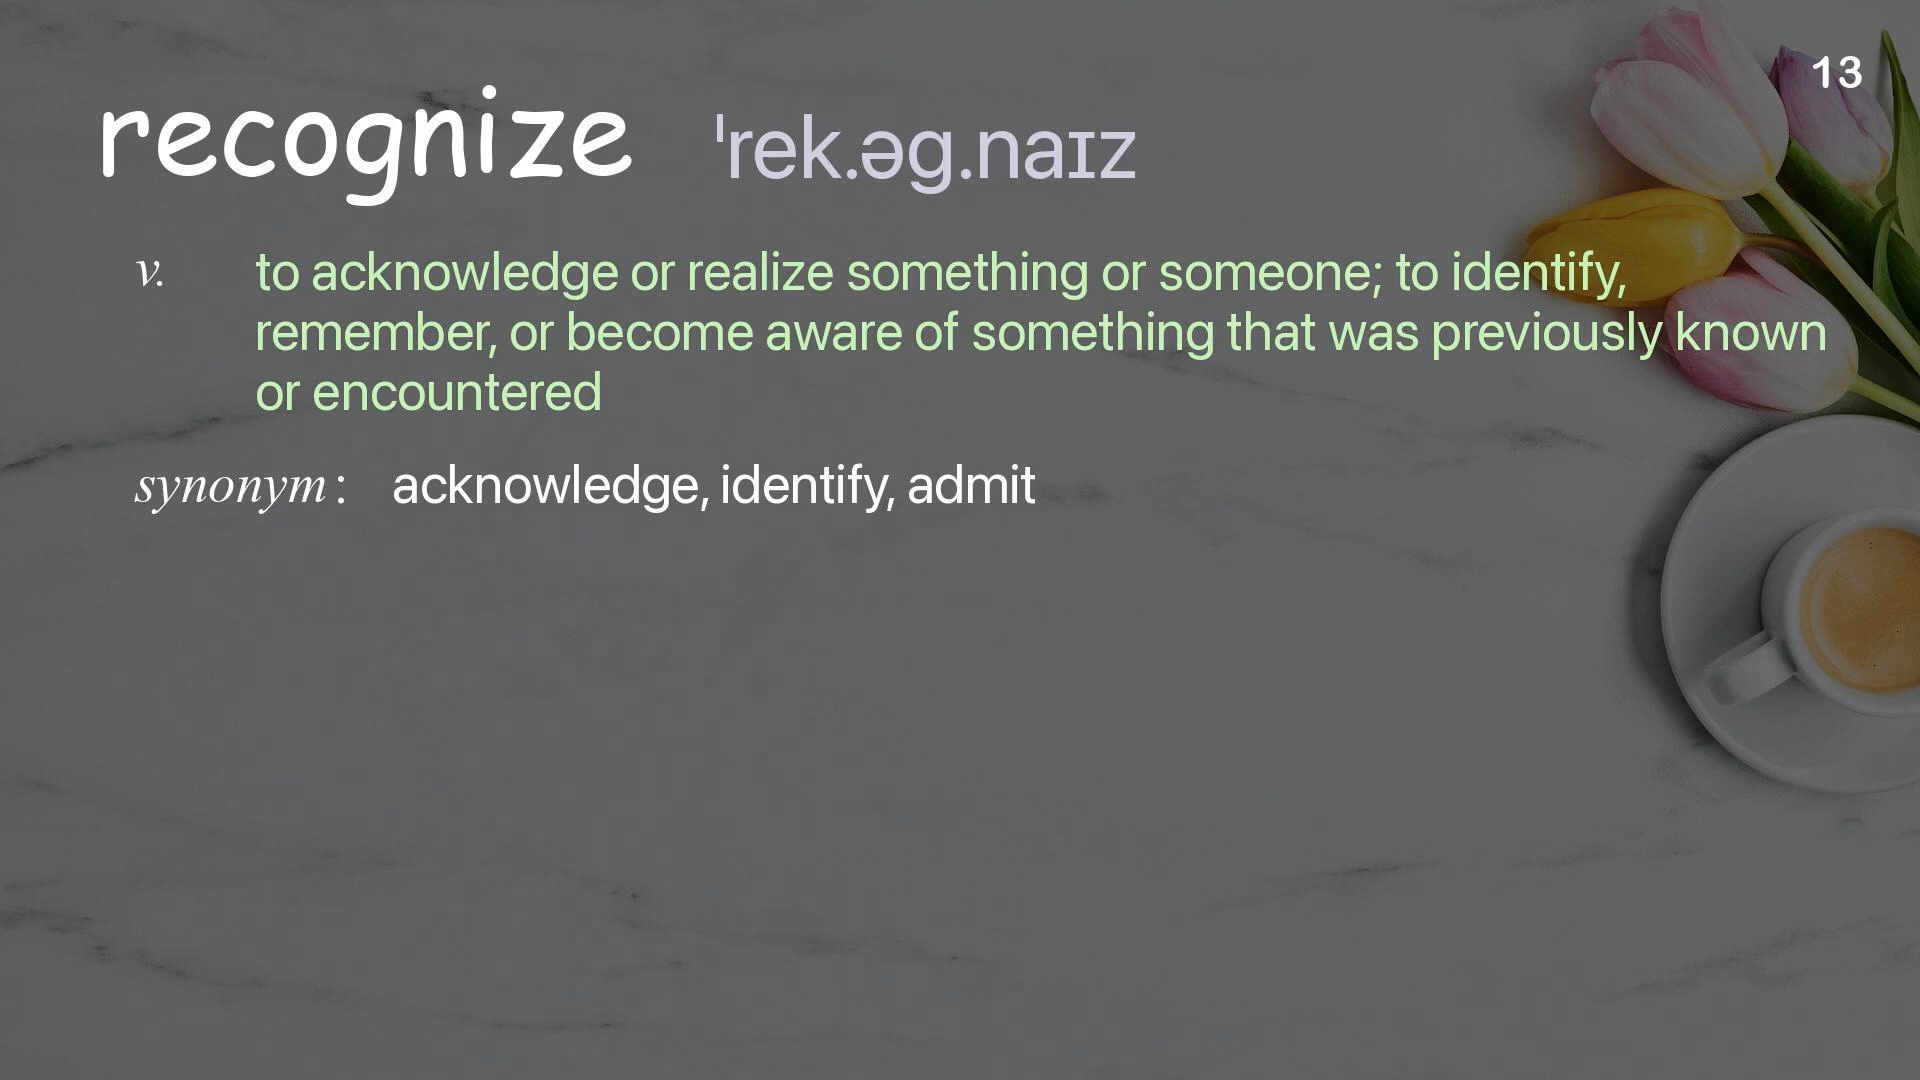 13
recognize ˈrek.əg.naɪz
v. to acknowledge or realize something or someone; to identify,
remember, or become aware of something that was previously known
or encountered
synonym : acknowledge, identify, admit